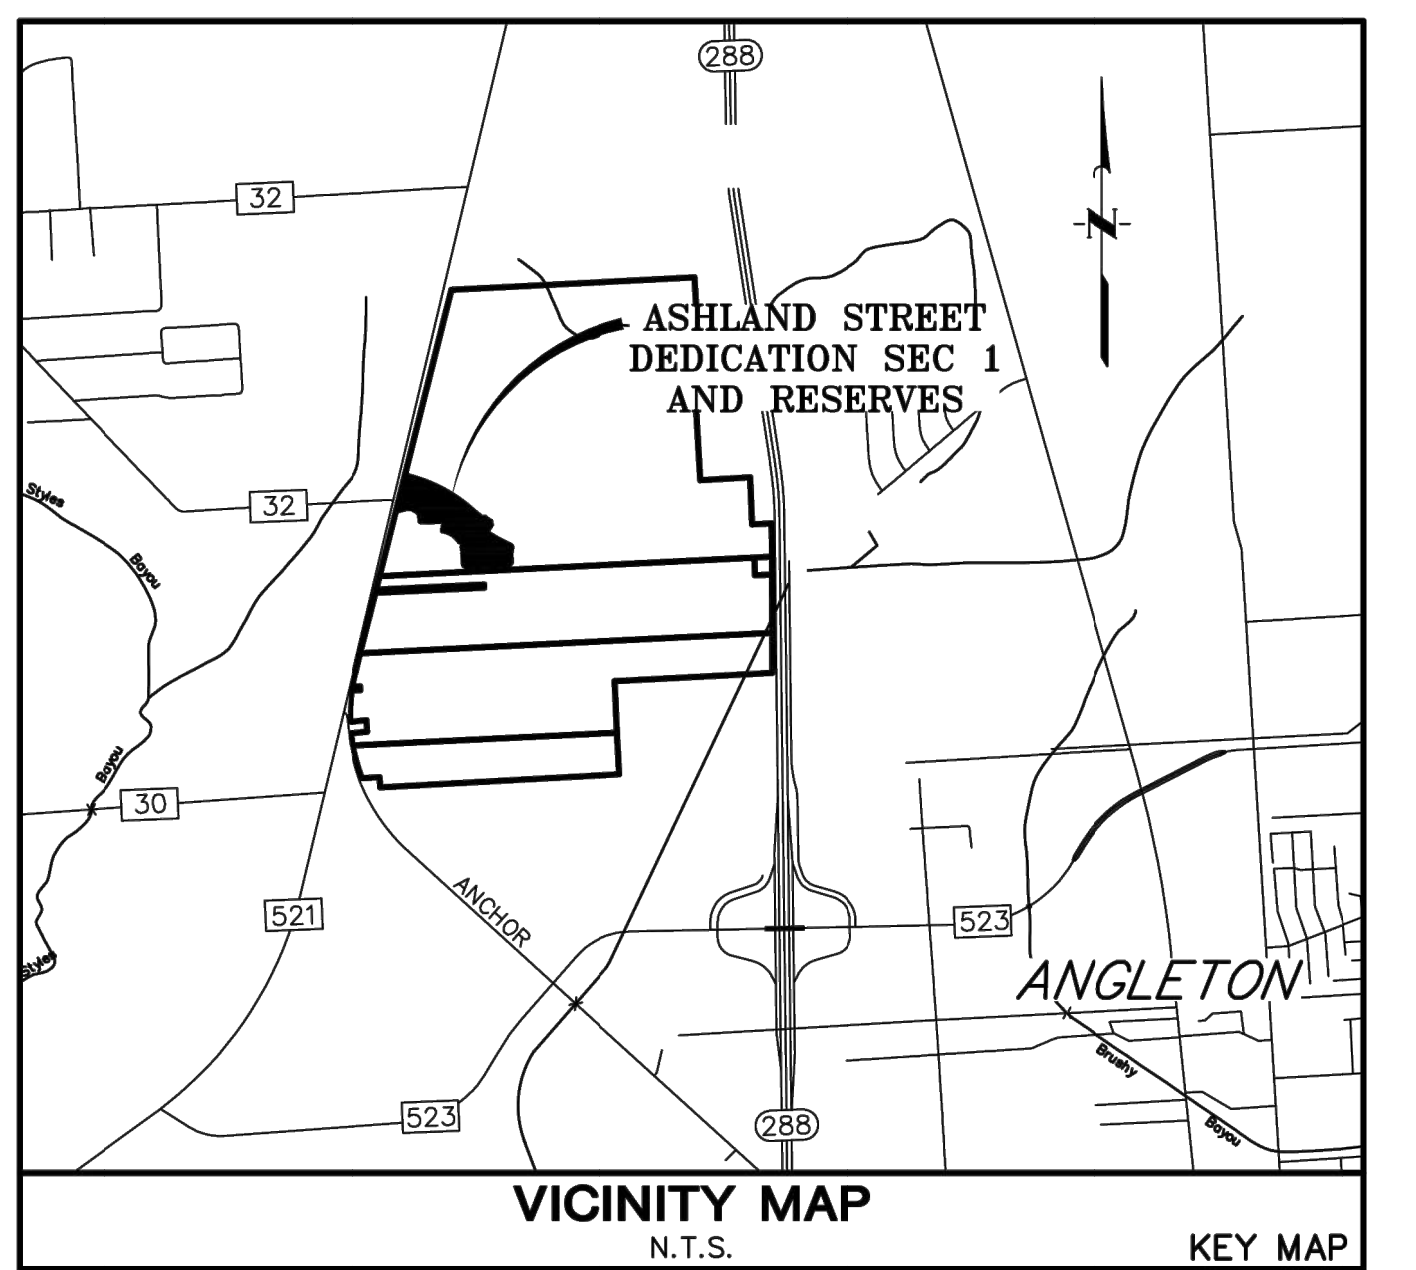 288
32
N
ASHLAND STREET
DEDICATION SEC 1
AND RESERVES
Styles
32
Bayou
Bayou
30
521
ANCHOR
523
Styles
ANGLETON
Brushy
523
288
Bayou
VICINITY MAP
N.T.S.
KEY MAP